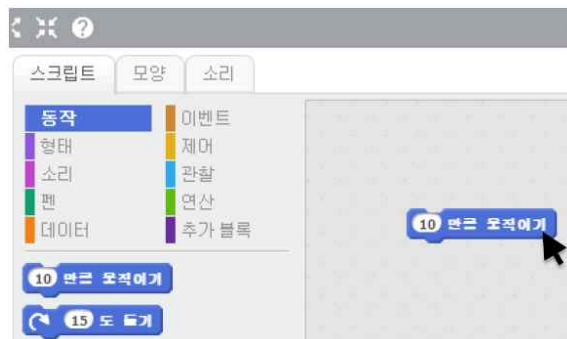 스크립트 모양 소리
동작 이벤트
형태 제어
소리 관찰
펜 연산
데이터 추가 블록
10 만큼 움직이기
10 만큼 움직이기
15 도 돌기